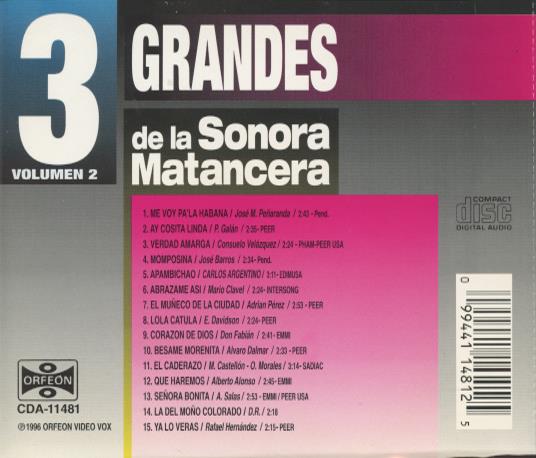 3
VOLUMEN 2
GRANDES
de la Sonora
Matancera
1. ME VOY PA'LA HABANA / José M. Peñaranda / 2:43- Pend.
2. AY COSITA LINDA / P. Galán / 2:35- PEER
3. VERDAD AMARGA / Consuelo Velázquez / 2:24 - PHAM-PEER USA
4. MOMPOSINA / José Barros / 2:34- Pend.
5. APAMBICHAO / CARLOS ARGENTINO / 3:11- EDIMUSA
6. ABRAZAME ASI / Mario Clavel / 2:24- INTERSONG
7. EL MUÑECO DE LA CIUDAD / Adrian Pérez / 2:53 - PEER
8. LOLA CATULA / E. Davidson / 2:24- PEER
9. CORAZON DE DIOS / Don Fabián / 2:41- EMMI
10. BESAME MORENITA / Alvaro Dalmar / 2:33 - PEER
11. EL CADERAZO / M. Castellón - O. Morales / 3:14- SADIAC
12. QUE HAREMOS / Alberto Alonso / 2:45- EMMI
13. SEÑORA BONITA / A. Salas / 2:53 - EMMI / PEER USA
14. LA DEL MOÑO COLORADO / D.R. / 2:18
15. YA LO VERAS / Rafael Hernández / 2:15- PEER
COMPACT
disc
DIGITAL AUDIO
0 99441 14812 5
ORFEON
CDA-11481
℗1996 ORFEON VIDEO VOX